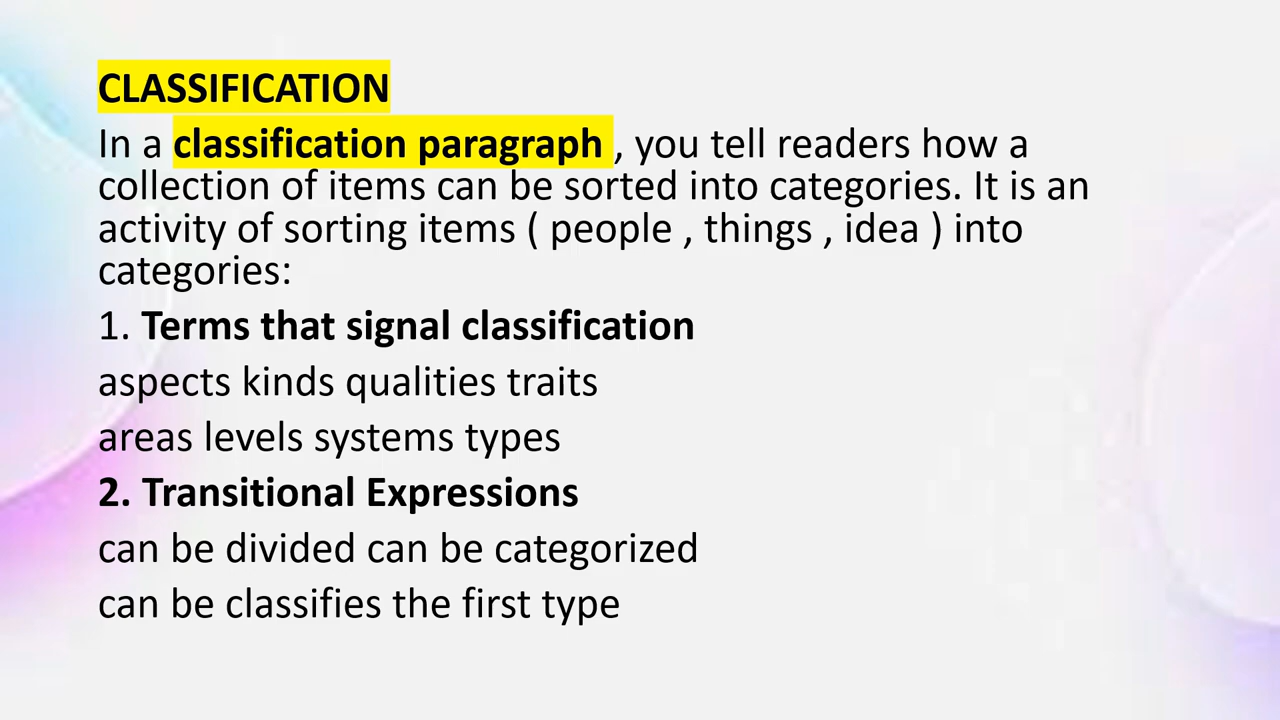 CLASSIFICATION
In a classification paragraph , you tell readers how a
collection of items can be sorted into categories. It is an
activity of sorting items ( people , things , idea ) into
categories:
1. Terms that signal classification
aspects kinds qualities traits
areas levels systems types
2. Transitional Expressions
can be divided can be categorized
can be classifies the first type